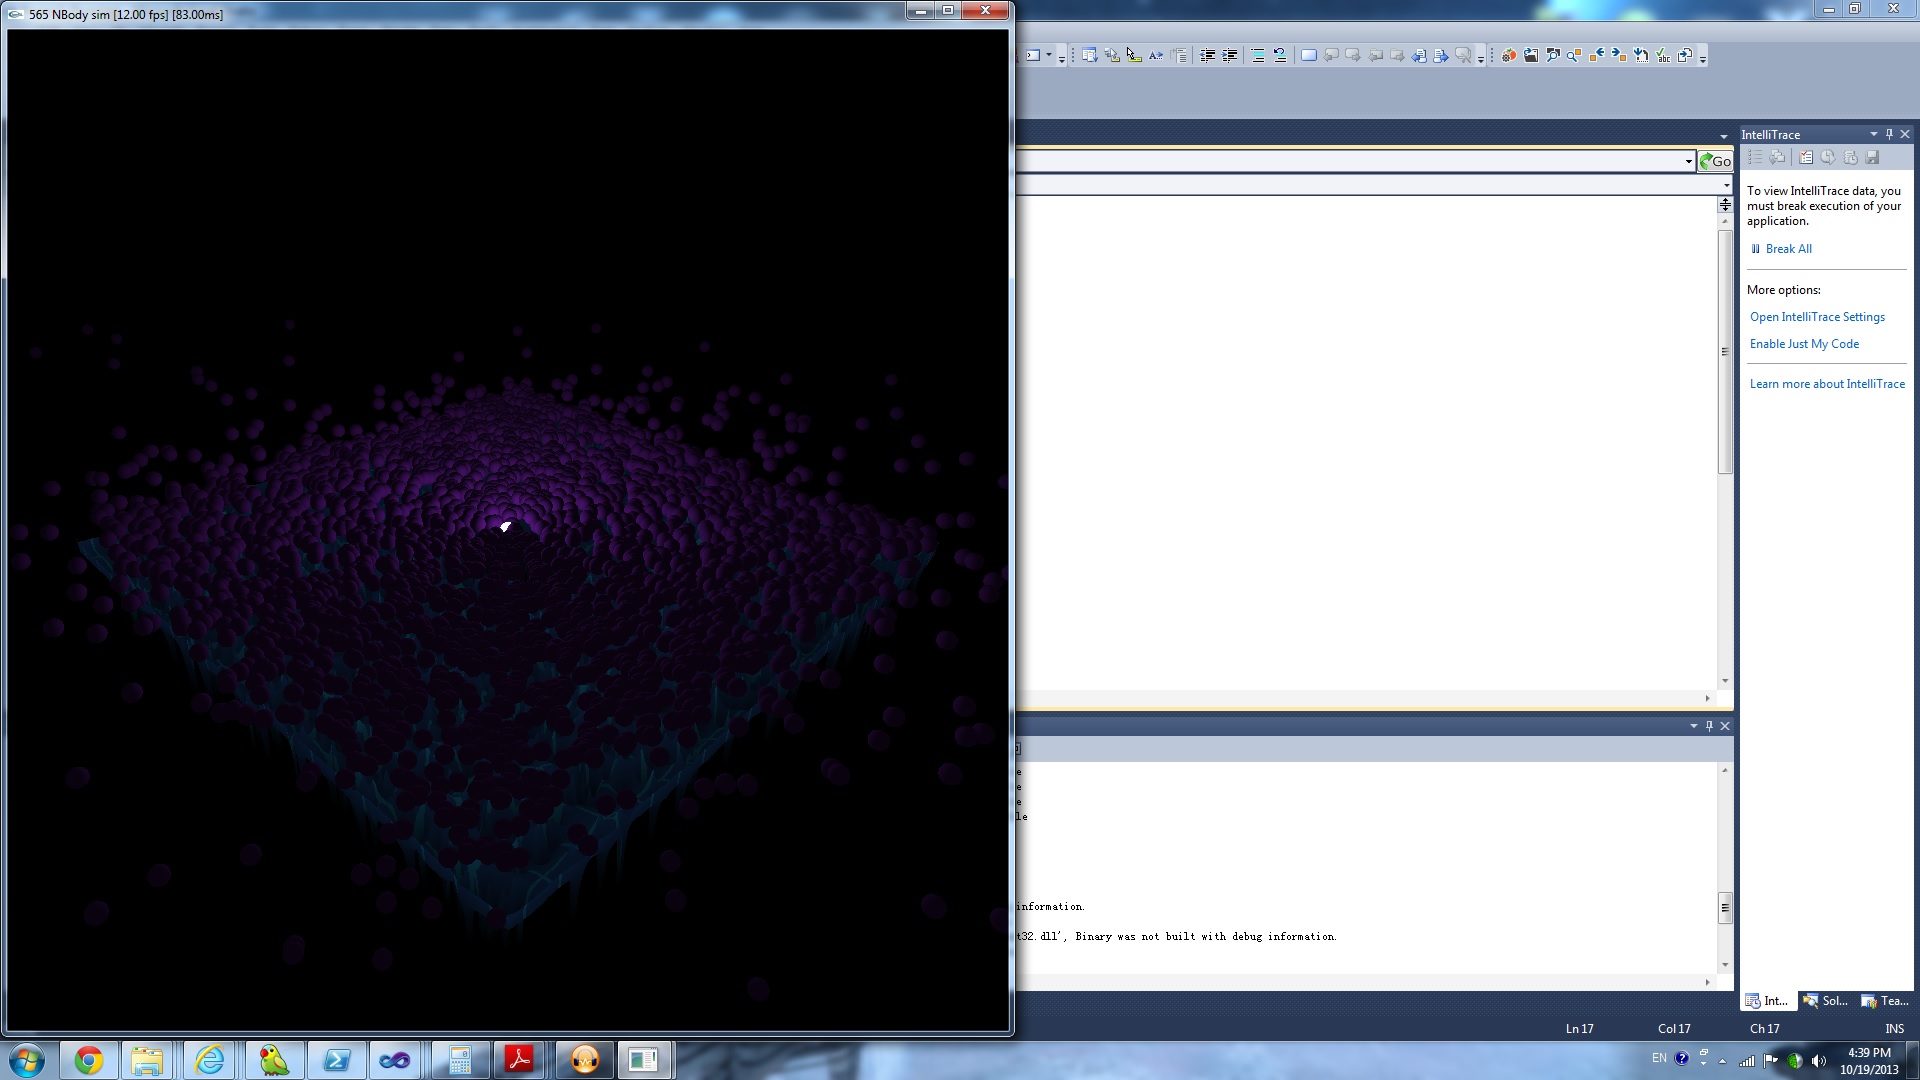 565 NBody sim [12.00 fps] [83.00ms]
Go
IntelliTrace
To view IntelliTrace data, you
must break execution of your
application.
Break All
More options:
Open IntelliTrace Settings
Enable Just My Code
Learn more about IntelliTrace
e
e
e
le
information.
t32.dll', Binary was not built with debug information.
Int...
Sol...
Tea...
Ln 17
Col 17
Ch 17
INS
EN
4:39 PM
10/19/2013